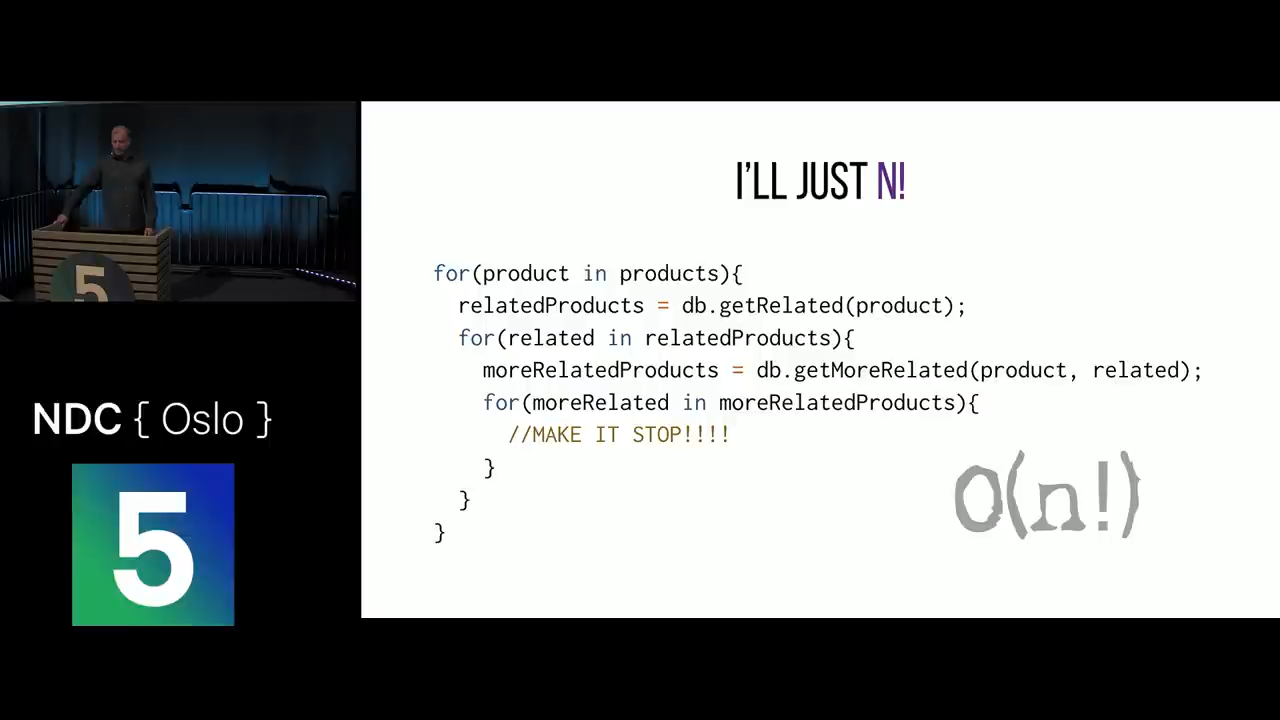 I'LL JUST N!
for(product in products){
relatedProducts = db.getRelated(product);
for(related in relatedProducts){
moreRelatedProducts = db.getMoreRelated(product, related);
for(moreRelated in moreRelatedProducts){
//MAKE IT STOP!!!!
}
}
}
O(n!)
5
NDC { Oslo }
5